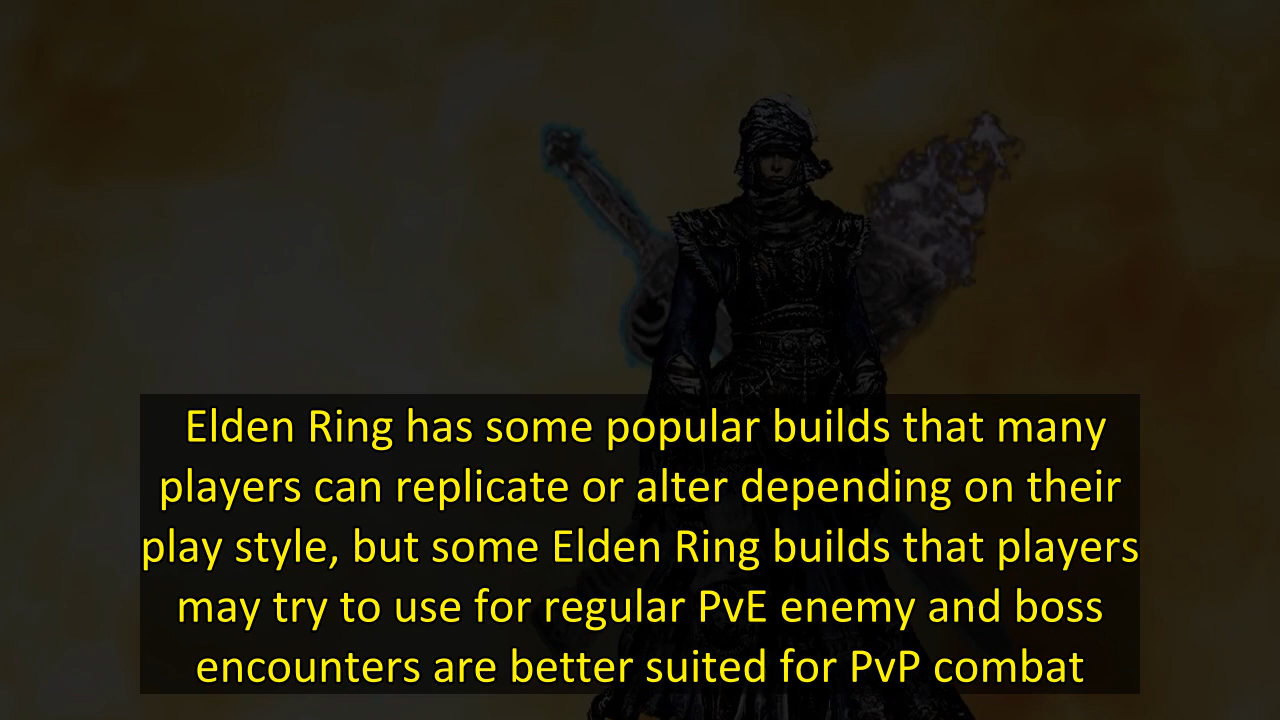 Elden Ring has some popular builds that many
players can replicate or alter depending on their
play style, but some Elden Ring builds that players
may try to use for regular PvE enemy and boss
encounters are better suited for PvP combat